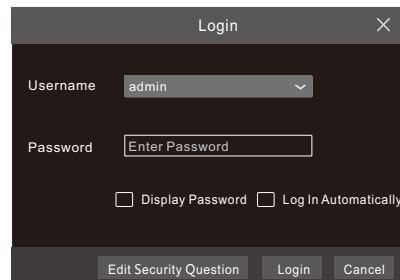 Login
Username admin
Password Enter Password
Display Password Log In Automatically
Edit Security Question Login Cancel